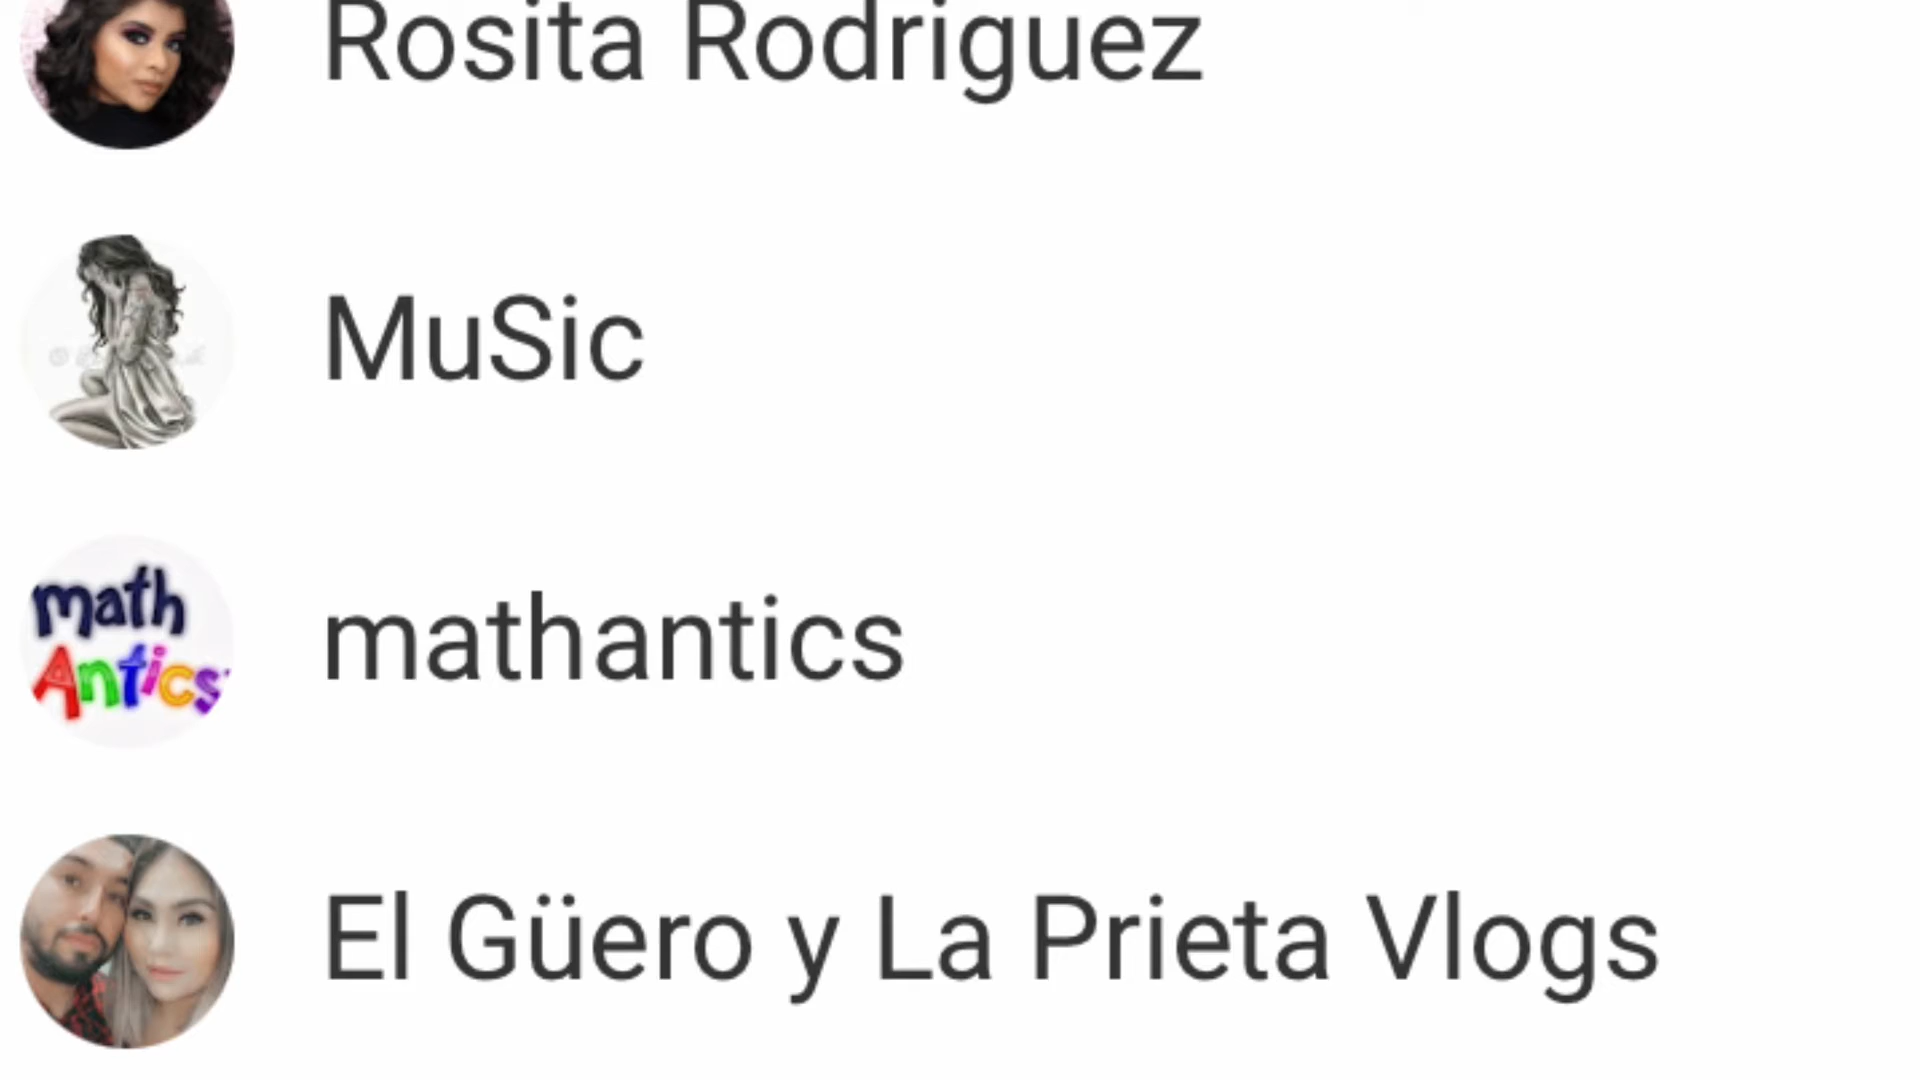 Rosita Rodriguez
MuSic
math
Antics
mathantics
El Güero y La Prieta Vlogs